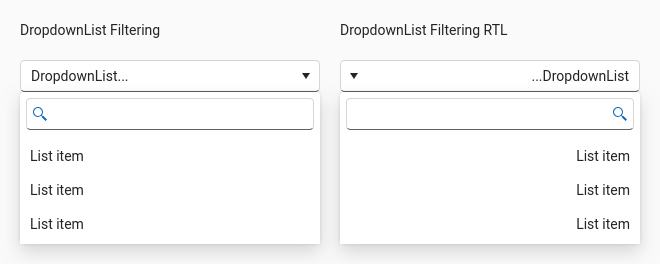 DropdownList Filtering
DropdownList...
List item
List item
List item
DropdownList Filtering RTL
...DropdownList
List item
List item
List item